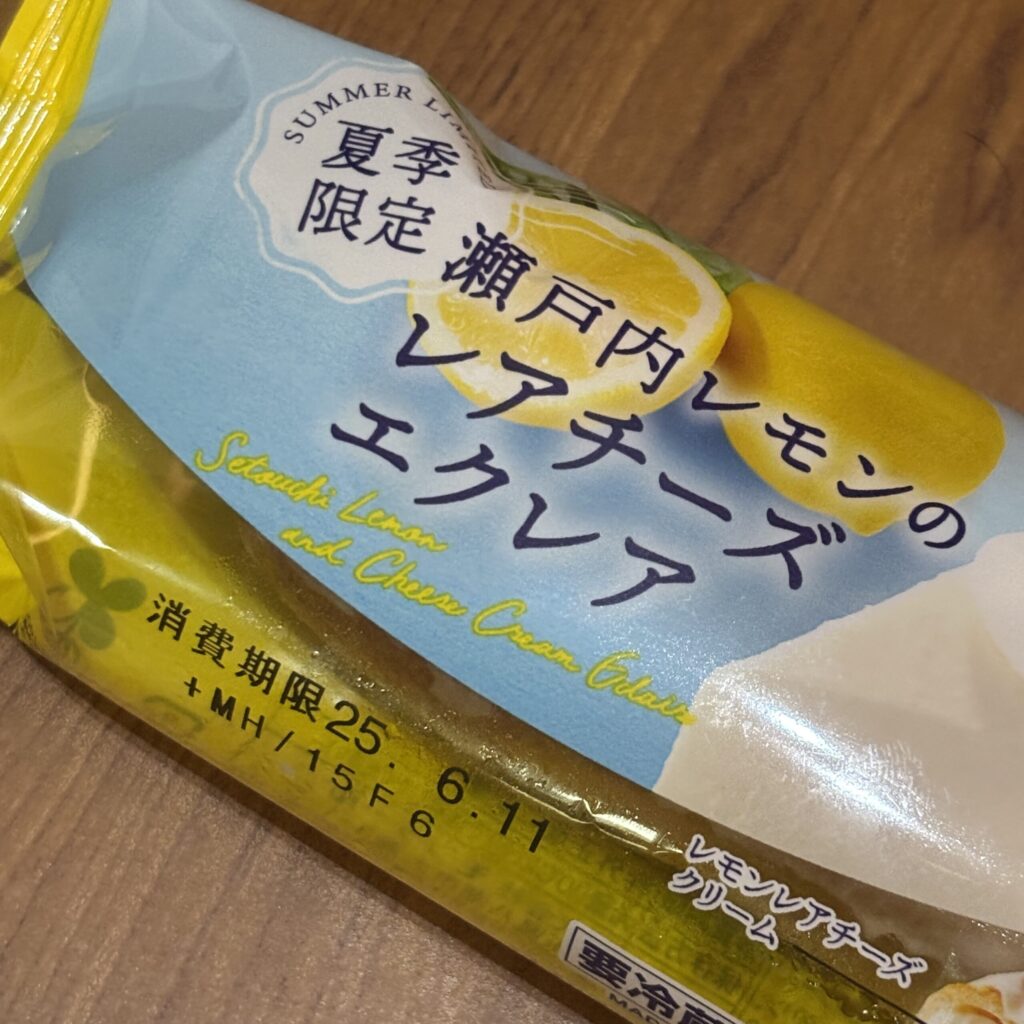 SUMMER
夏季
限定
瀬戸内レモンの
レアチーズ
エクレア
Setouchi Lemon
and Cheese Cream Eclair
消費期限25. 6.11
+MH/15F6
レモンレアチーズ
クリーム
要冷蔵